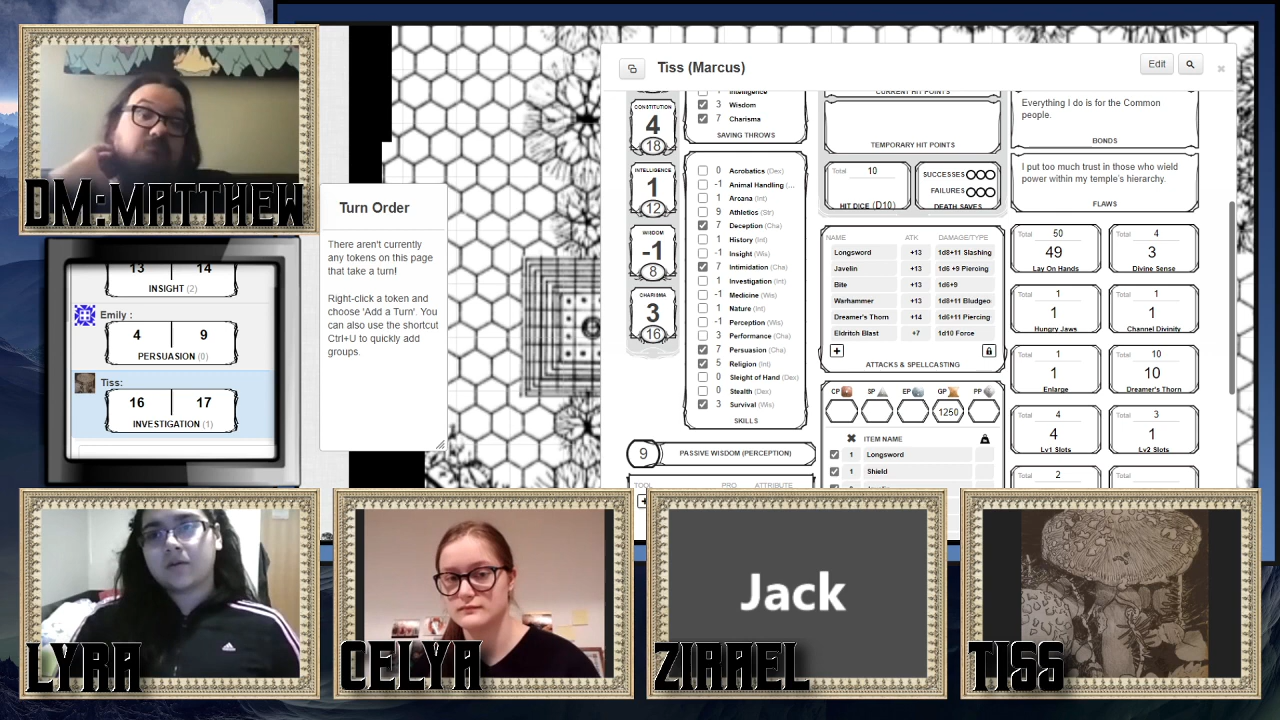 DM:MATTHEW
13 14
INSIGHT (2)
Emily :
4 9
PERSUASION (0)
Tiss:
16 17
INVESTIGATION (1)
Turn Order
There aren't currently
any tokens on this page
that take a turn!
Right-click a token and
choose 'Add a Turn'. You
can also use the shortcut
Ctrl+U to quickly add
groups.
Tiss (Marcus)
Edit
CONSTITUTION
4
18
INTELLIGENCE
1
12
WISDOM
-1
8
CHARISMA
3
16
Intelligence
3 Wisdom
7 Charisma
SAVING THROWS
0 Acrobatics (Dex)
-1 Animal Handling (...
1 Arcana (Int)
9 Athletics (Str)
7 Deception (Cha)
1 History (Int)
-1 Insight (Wis)
7 Intimidation (Cha)
1 Investigation (Int)
-1 Medicine (Wis)
1 Nature (Int)
-1 Perception (Wis)
3 Performance (Cha)
7 Persuasion (Cha)
5 Religion (Int)
0 Sleight of Hand (Dex)
0 Stealth (Dex)
3 Survival (Wis)
SKILLS
9 PASSIVE WISDOM (PERCEPTION)
TOOL PRO ATTRIBUTE
CURRENT HIT POINTS
TEMPORARY HIT POINTS
Total 10
HIT DICE (D10)
SUCCESSES
FAILURES
DEATH SAVES
NAME ATK DAMAGE/TYPE
Longsword +13 1d8+11 Slashing
Javelin +13 1d6 +9 Piercing
Bite +13 1d6+9
Warhammer +13 1d8+11 Bludgeo
Dreamer's Thorn +14 1d6+11 Piercing
Eldritch Blast +7 1d10 Force
ATTACKS & SPELLCASTING
CP SP EP GP PP
1250
ITEM NAME
1 Longsword
1 Shield
Everything I do is for the Common
people.
BONDS
I put too much trust in those who wield
power within my temple's hierarchy.
FLAWS
Total 50
49
Lay On Hands
Total 4
3
Divine Sense
Total 1
1
Hungry Jaws
Total 1
1
Channel Divinity
Total 1
1
Enlarge
Total 10
10
Dreamer's Thorn
Total 4
4
Lv1 Slots
Total 3
1
Lv2 Slots
Total 2
Total
LYRA
CELYA
Jack
ZIRAEL
TISS